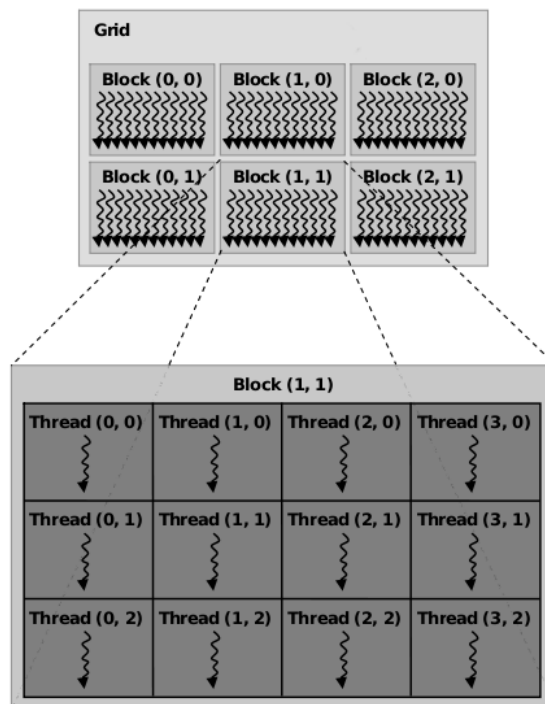 Grid
Block (0, 0) Block (1, 0) Block (2, 0)
Block (0, 1) Block (1, 1) Block (2, 1)
Block (1, 1)
Thread (0, 0) Thread (1, 0) Thread (2, 0) Thread (3, 0)
Thread (0, 1) Thread (1, 1) Thread (2, 1) Thread (3, 1)
Thread (0, 2) Thread (1, 2) Thread (2, 2) Thread (3, 2)